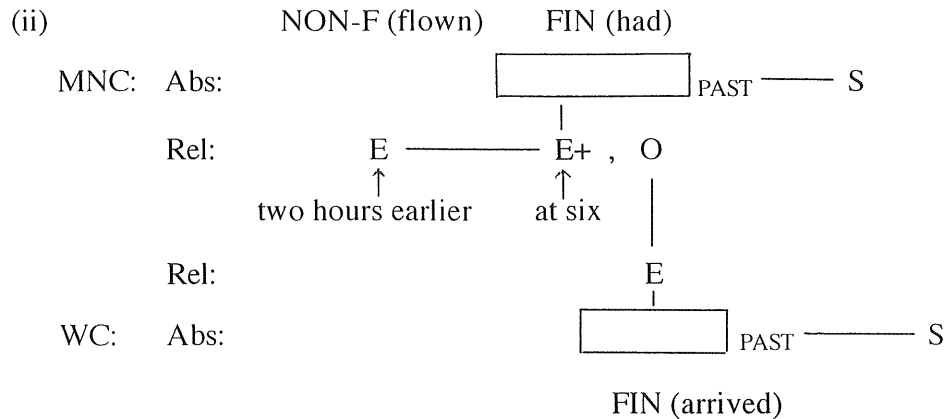 (ii) NON-F (flown) FIN (had)
MNC: Abs: PAST S
Rel: E E+ , O
two hours earlier at six
Rel: E
WC: Abs: PAST S
FIN (arrived)